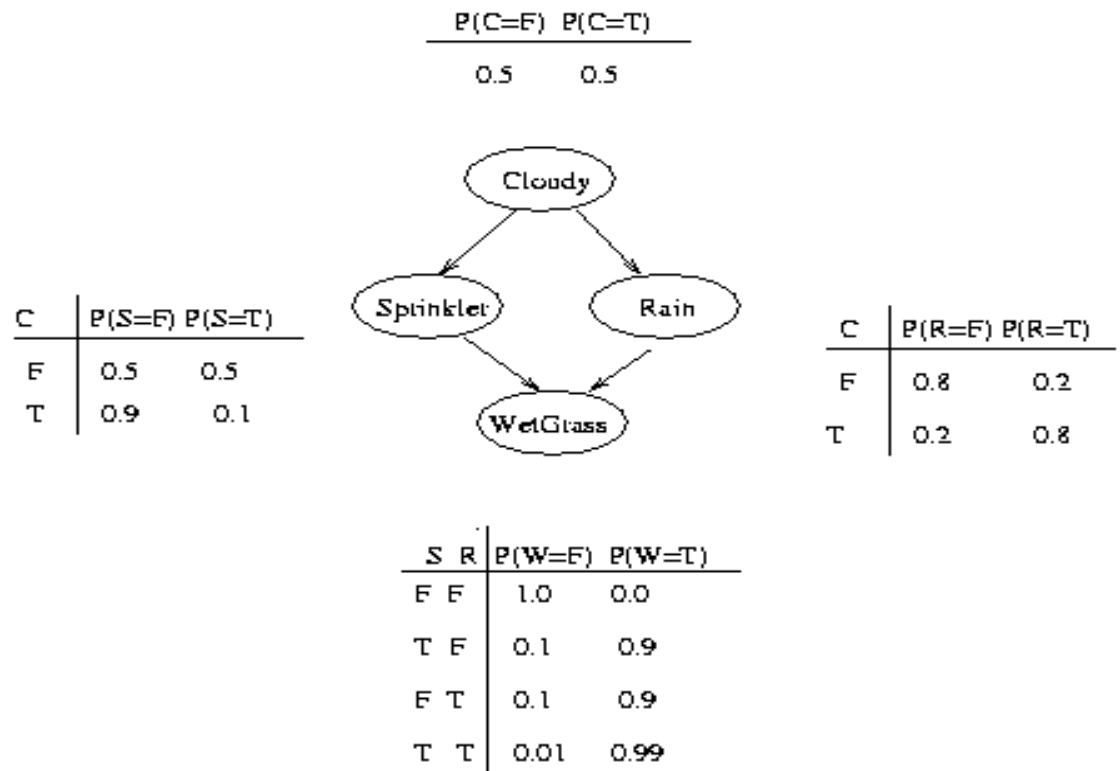 P(C=F) P(C=T)
0.5 0.5
Cloudy
Sprinkler
Rain
C P(S=F) P(S=T)
F 0.5 0.5
T 0.9 0.1
C P(R=F) P(R=T)
F 0.8 0.2
T 0.2 0.8
WetGrass
S R P(W=F) P(W=T)
F F 1.0 0.0
T F 0.1 0.9
F T 0.1 0.9
T T 0.01 0.99